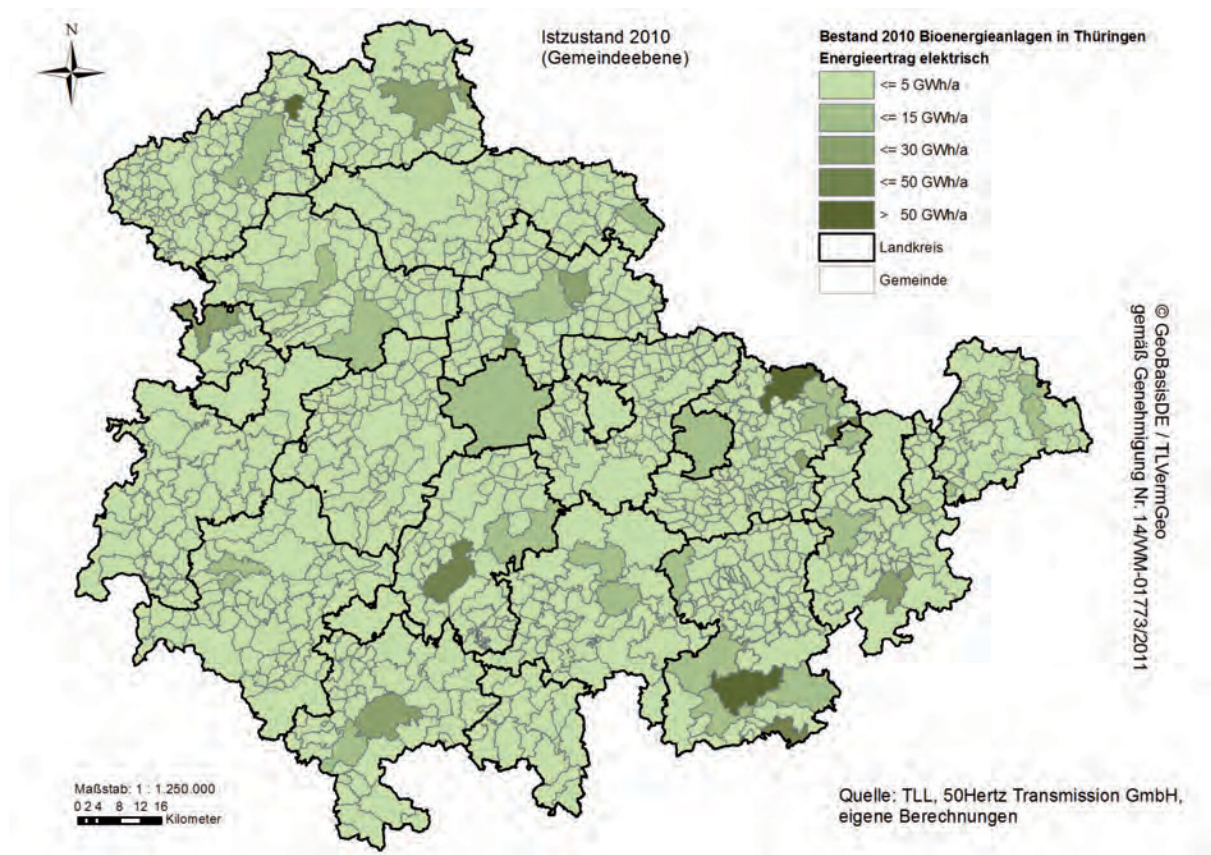 N
Istzustand 2010
(Gemeindeebene)
Bestand 2010 Bioenergieanlagen in Thüringen
Energieertrag elektrisch
<= 5 GWh/a
<= 15 GWh/a
<= 30 GWh/a
<= 50 GWh/a
> 50 GWh/a
Landkreis
Gemeinde
© GeoBasisDE / TLVermGeo
gemäß Genehmigung Nr. 14/WM-01773/2011
Maßstab: 1 : 1.250.000
0 2 4 8 12 16
Kilometer
Quelle: TLL, 50Hertz Transmission GmbH,
eigene Berechnungen